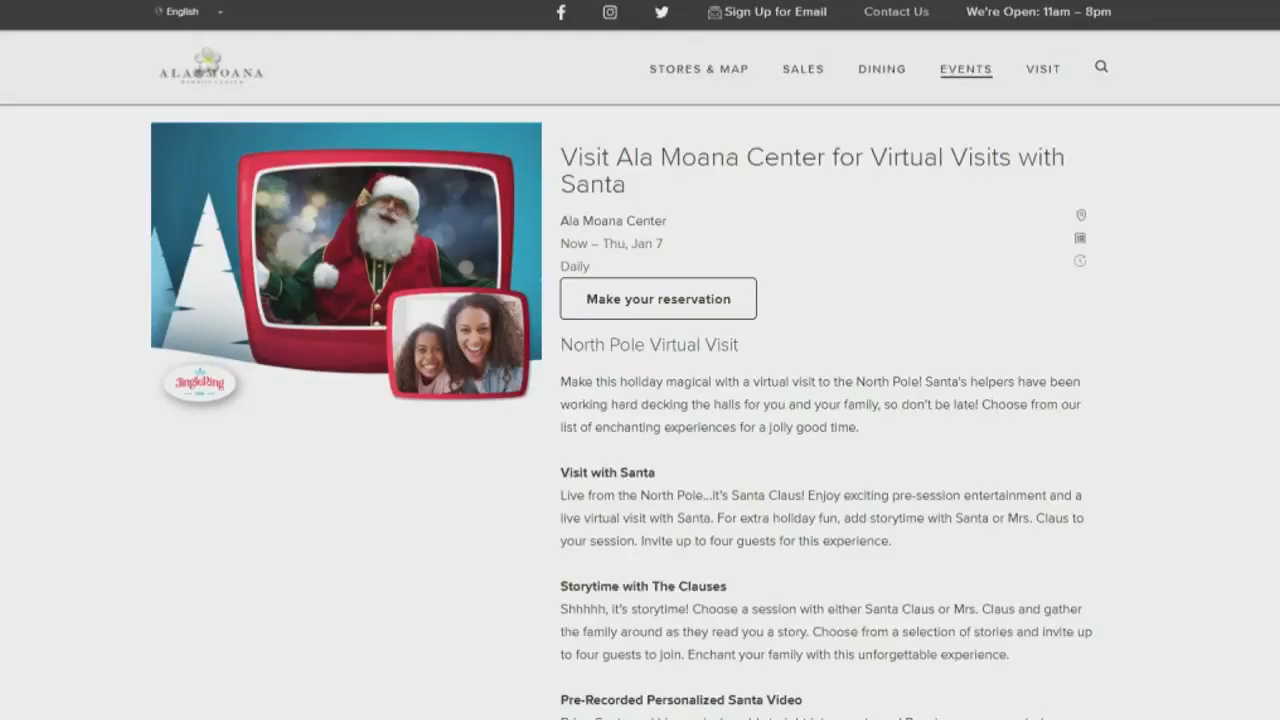 English
Sign Up for Email
Contact Us
We're Open: 11am – 8pm
ALA MOANA
STORES & MAP
SALES
DINING
EVENTS
VISIT
Visit Ala Moana Center for Virtual Visits with
Santa
Ala Moana Center
Now – Thu, Jan 7
Daily
Make your reservation
North Pole Virtual Visit
JingleRing
Make this holiday magical with a virtual visit to the North Pole! Santa's helpers have been
working hard decking the halls for you and your family, so don't be late! Choose from our
list of enchanting experiences for a jolly good time.
Visit with Santa
Live from the North Pole...it's Santa Claus! Enjoy exciting pre-session entertainment and a
live virtual visit with Santa. For extra holiday fun, add storytime with Santa or Mrs. Claus to
your session. Invite up to four guests for this experience.
Storytime with The Clauses
Shhhhh, it's storytime! Choose a session with either Santa Claus or Mrs. Claus and gather
the family around as they read you a story. Choose from a selection of stories and invite up
to four guests to join. Enchant your family with this unforgettable experience.
Pre-Recorded Personalized Santa Video